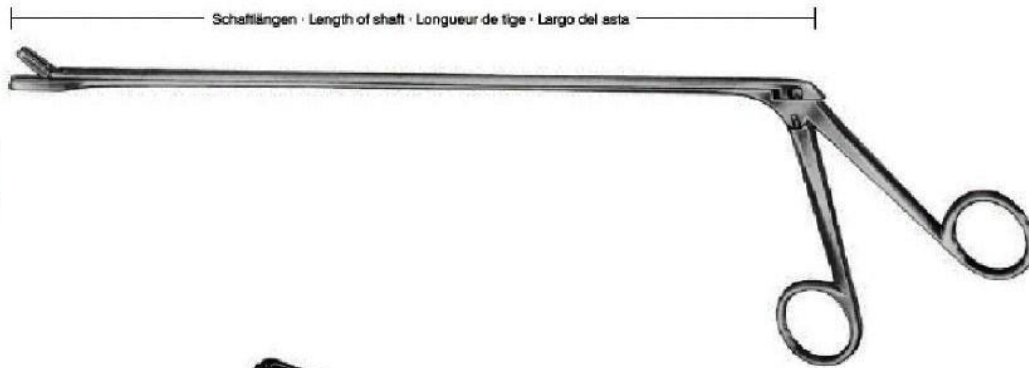 Schaftlängen · Length of shaft · Longueur de tige · Largo del asta